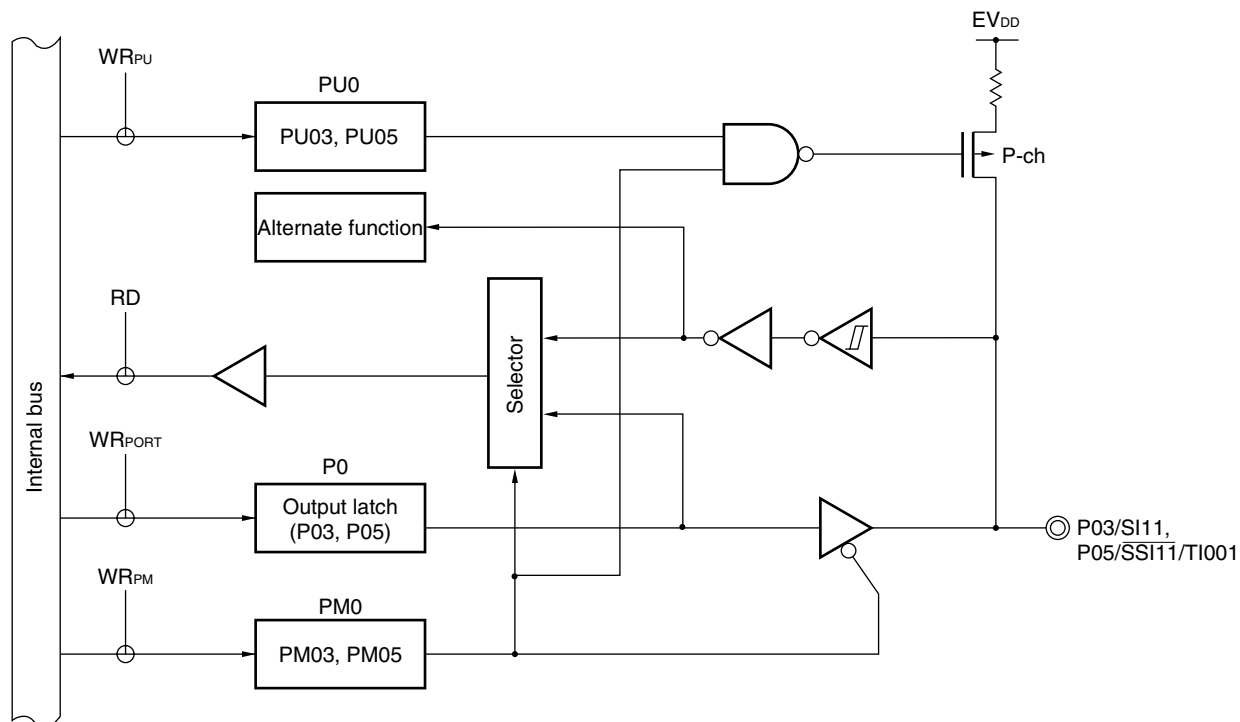 EVDD
WRPU
PU0
PU03, PU05
P-ch
Alternate function
RD
Selector
Internal bus
WRPORT
P0
Output latch
(P03, P05)
P03/SI11,
P05/SSI11/TI001
WRPM
PM0
PM03, PM05